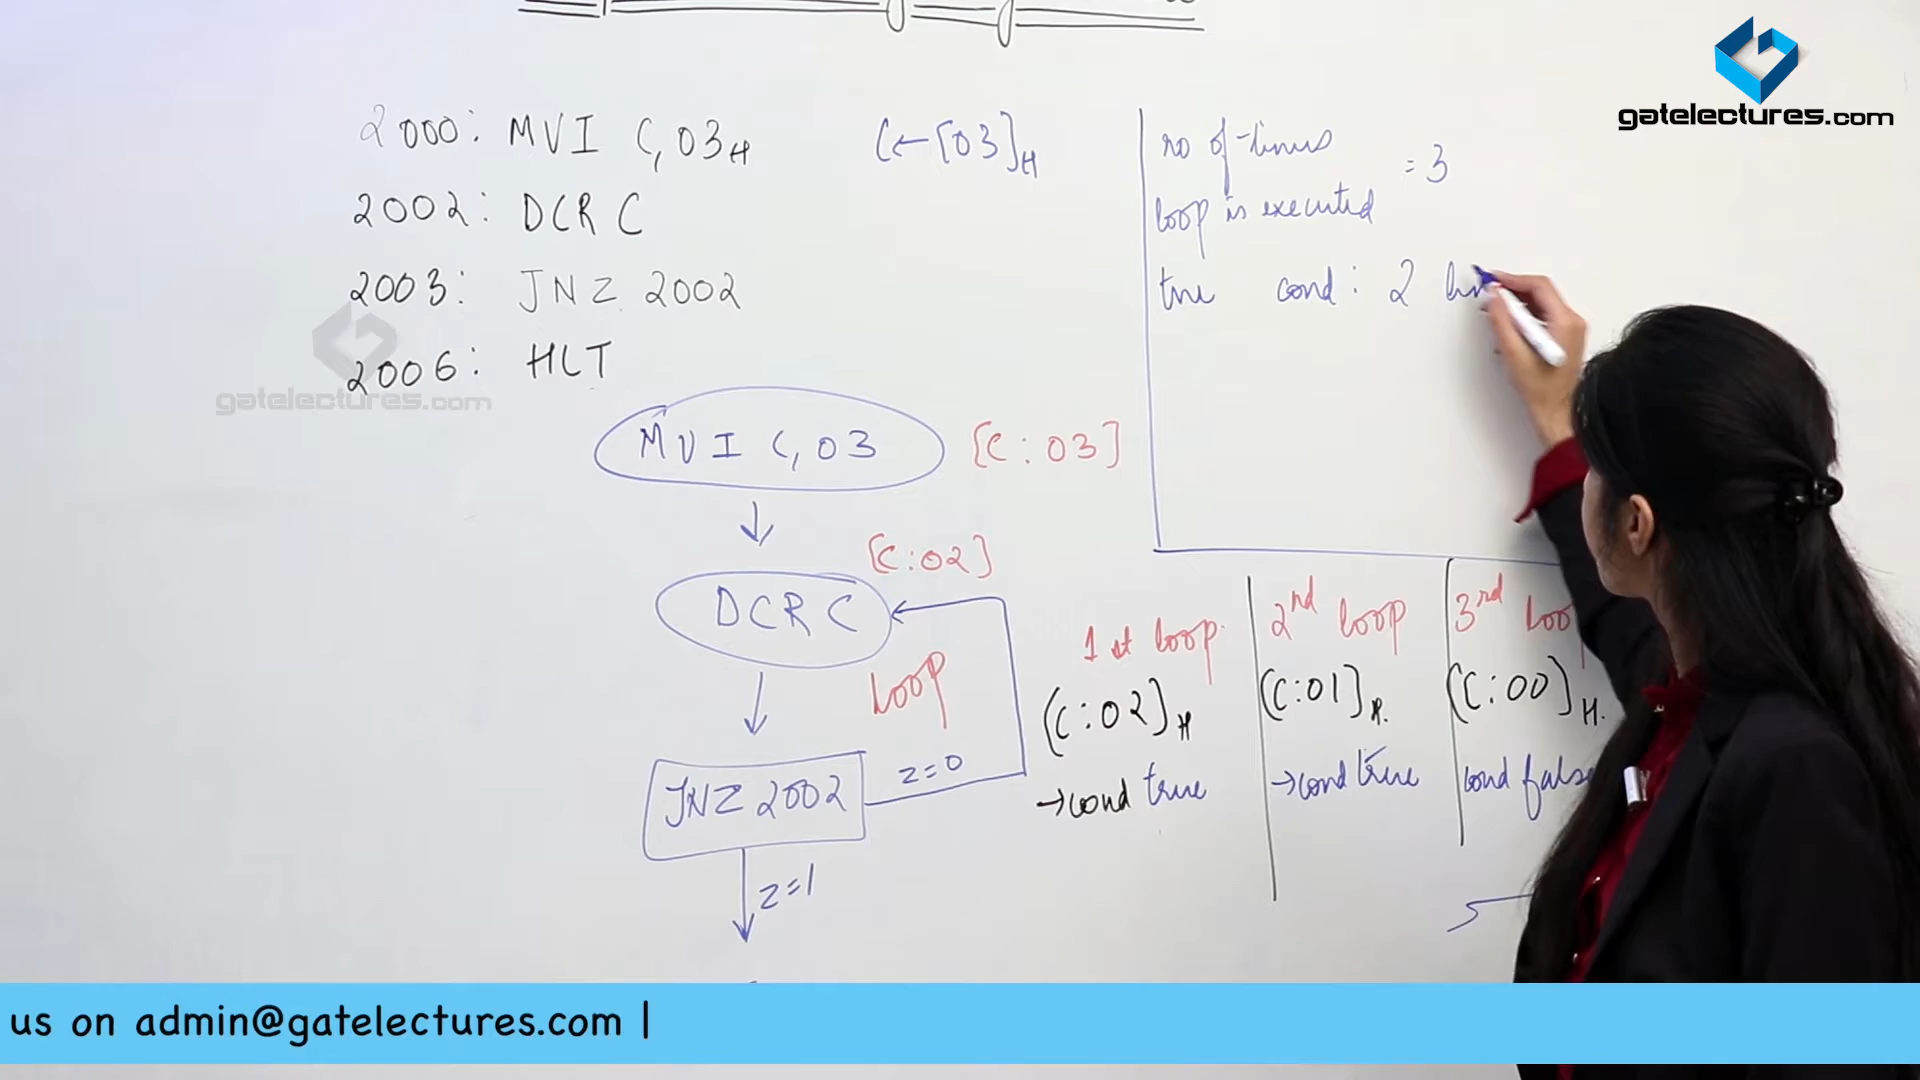 gatelectures.com
2000: MVI C,03H
C←[03]H
2002: DCR C
2003: JNZ 2002
2006: HLT
gatelectures.com
no of times
loop is executed
= 3
true cond: 2
MVI C,03
[C:03]
[C:02]
DCR C
loop
JNZ 2002
z=0
z=1
1st loop
(C:02)H
→cond true
2nd loop
(C:01)H.
→cond true
3rd loo
(C:00)H.
cond false
us on admin@gatelectures.com |